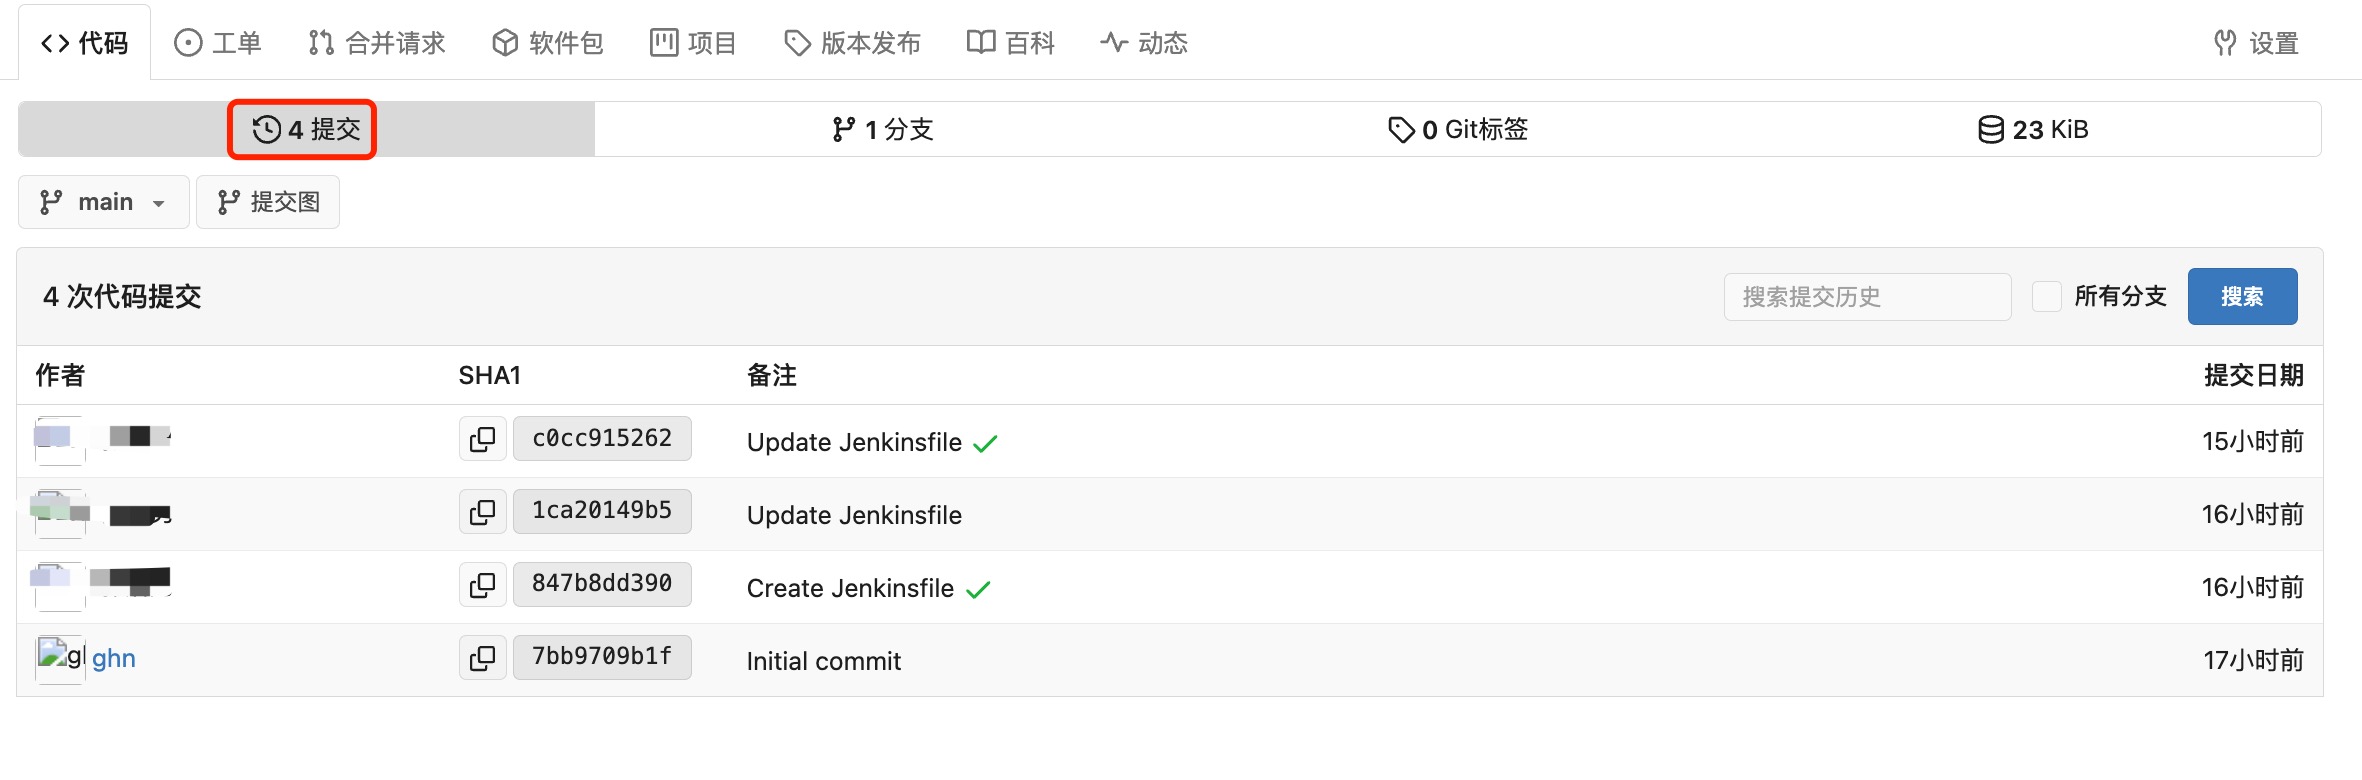 代码 工单 合并请求 软件包 项目 版本发布 百科 动态 设置
4 提交 1 分支 0 Git标签 23 KiB
main 提交图
4 次代码提交 搜索提交历史 所有分支 搜索
作者 SHA1 备注 提交日期
c0cc915262 Update Jenkinsfile 15小时前
1ca20149b5 Update Jenkinsfile 16小时前
847b8dd390 Create Jenkinsfile 16小时前
ghn 7bb9709b1f Initial commit 17小时前